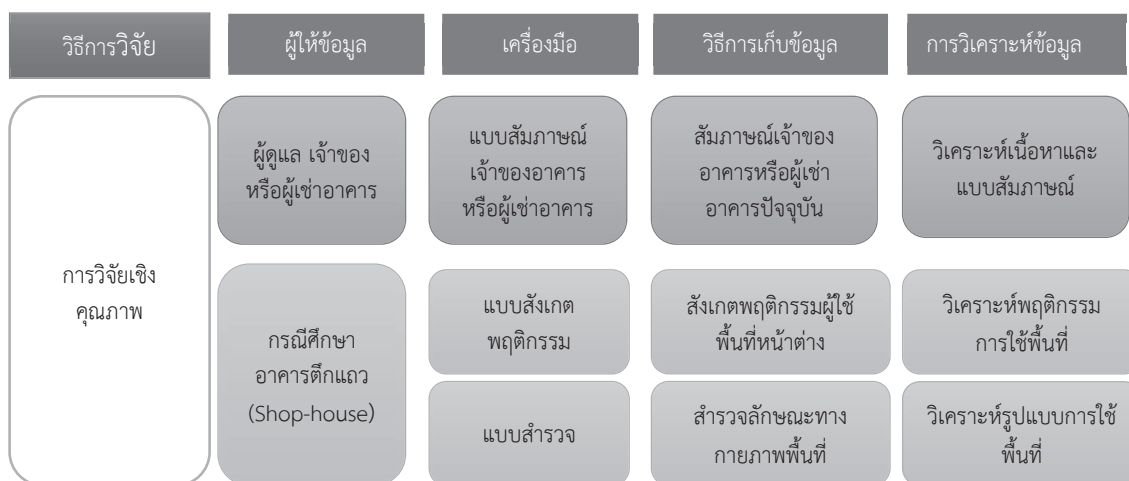 วิธีการวิจัย
ผู้ให้ข้อมูล
เครื่องมือ
วิธีการเก็บข้อมูล
การวิเคราะห์ข้อมูล
การวิจัยเชิง
คุณภาพ
ผู้ดูแล เจ้าของ
หรือผู้เช่าอาคาร
แบบสัมภาษณ์
เจ้าของอาคาร
หรือผู้เช่าอาคาร
สัมภาษณ์เจ้าของ
อาคารหรือผู้เช่า
อาคารปัจจุบัน
วิเคราะห์เนื้อหาและ
แบบสัมภาษณ์
กรณีศึกษา
อาคารตึกแถว
(Shop-house)
แบบสังเกต
พฤติกรรม
สังเกตพฤติกรรมผู้ใช้
พื้นที่หน้าต่าง
วิเคราะห์พฤติกรรม
การใช้พื้นที่
แบบสำรวจ
สำรวจลักษณะทาง
กายภาพพื้นที่
วิเคราะห์รูปแบบการใช้
พื้นที่